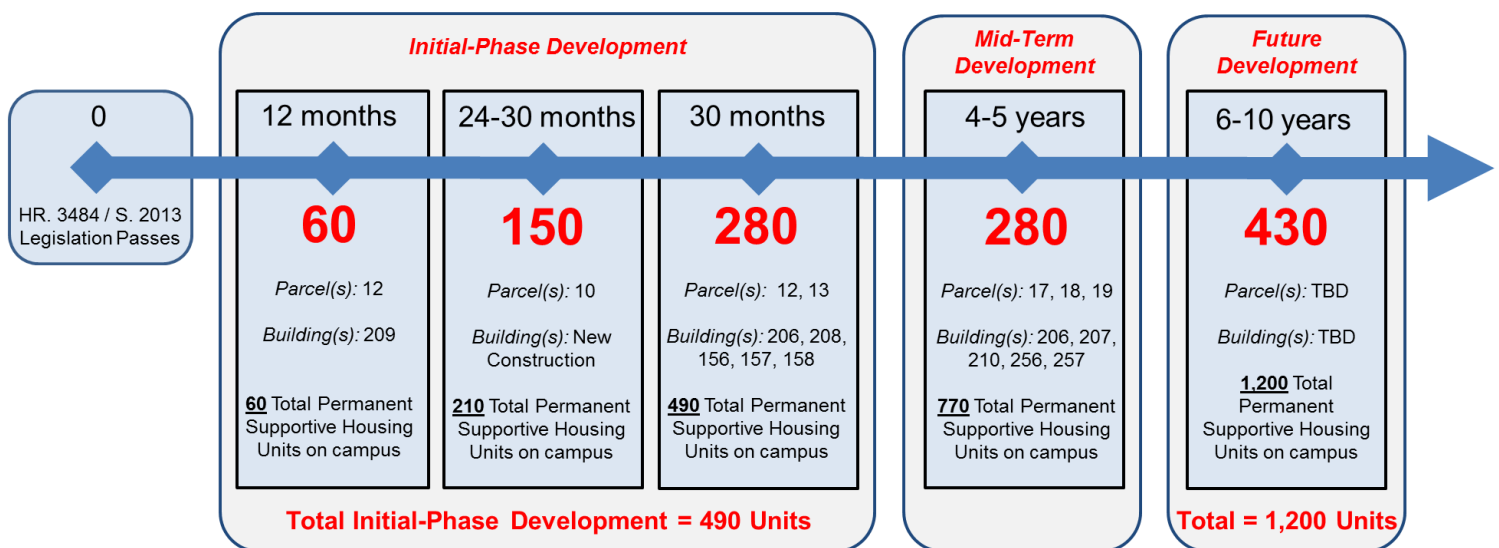 Initial-Phase Development
Mid-Term
Development
Future
Development
0
HR. 3484 / S. 2013
Legislation Passes
12 months
60
Parcel(s): 12
Building(s): 209
60 Total Permanent
Supportive Housing
Units on campus
24-30 months
150
Parcel(s): 10
Building(s): New
Construction
210 Total Permanent
Supportive Housing
Units on campus
30 months
280
Parcel(s): 12, 13
Building(s): 206, 208,
156, 157, 158
490 Total Permanent
Supportive Housing
Units on campus
4-5 years
280
Parcel(s): 17, 18, 19
Building(s): 206, 207,
210, 256, 257
770 Total Permanent
Supportive Housing
Units on campus
6-10 years
430
Parcel(s): TBD
Building(s): TBD
1,200 Total
Permanent
Supportive Housing
Units on campus
Total Initial-Phase Development = 490 Units
Total = 1,200 Units